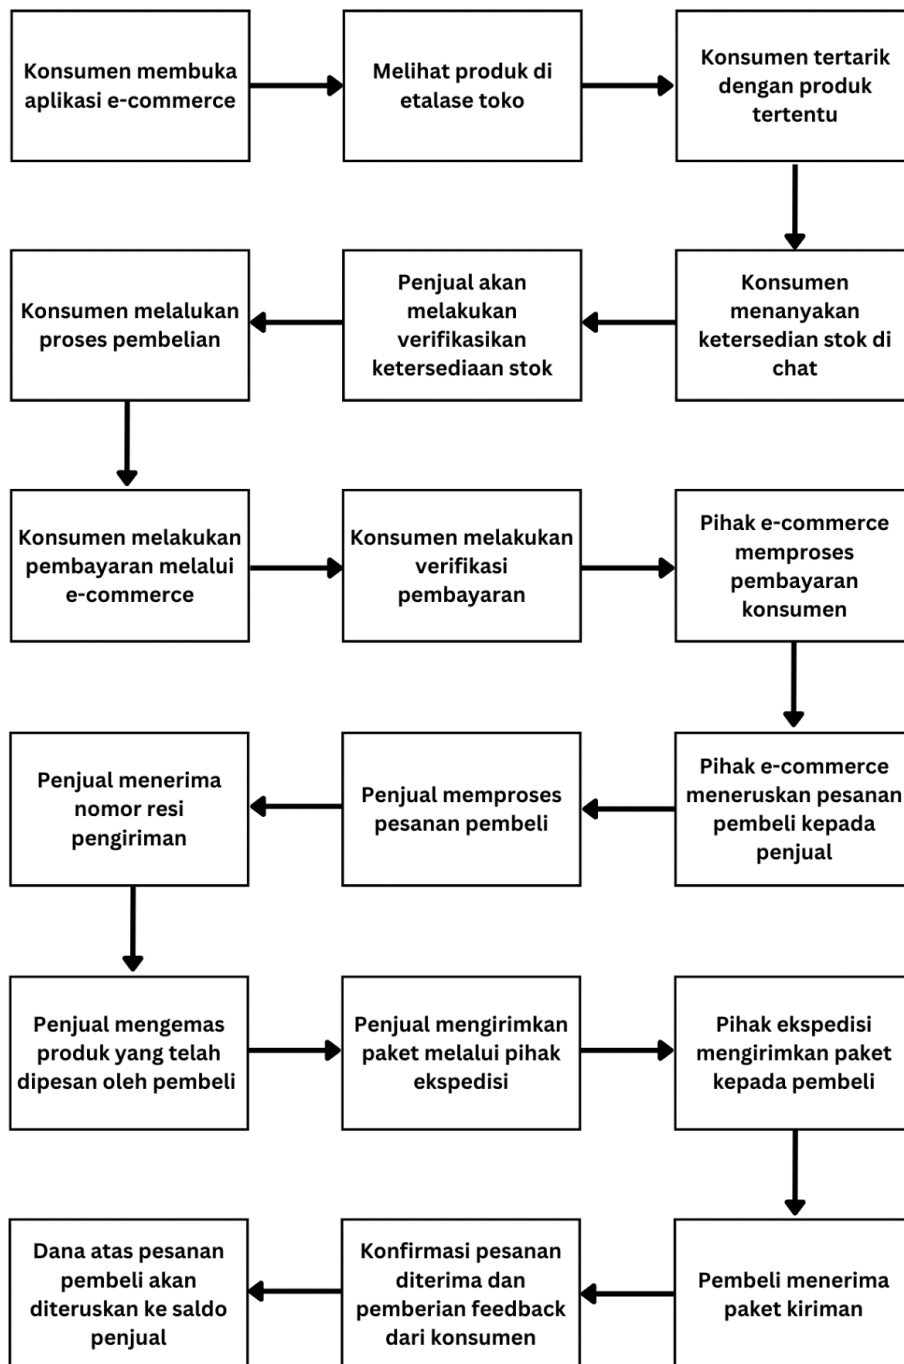 Konsumen membuka
aplikasi e-commerce
Melihat produk di
etalase toko
Konsumen tertarik
dengan produk
tertentu
Konsumen
menanyakan
ketersedian stok di
chat
Penjual akan
melakukan
verifikasikan
ketersediaan stok
Konsumen melalukan
proses pembelian
Konsumen melakukan
pembayaran melalui
e-commerce
Konsumen melakukan
verifikasi
pembayaran
Pihak e-commerce
memproses
pembayaran
konsumen
Pihak e-commerce
meneruskan pesanan
pembeli kepada
penjual
Penjual memproses
pesanan pembeli
Penjual menerima
nomor resi
pengiriman
Penjual mengemas
produk yang telah
dipesan oleh pembeli
Penjual mengirimkan
paket melalui pihak
ekspedisi
Pihak ekspedisi
mengirimkan paket
kepada pembeli
Pembeli menerima
paket kiriman
Konfirmasi pesanan
diterima dan
pemberian feedback
dari konsumen
Dana atas pesanan
pembeli akan
diteruskan ke saldo
penjual